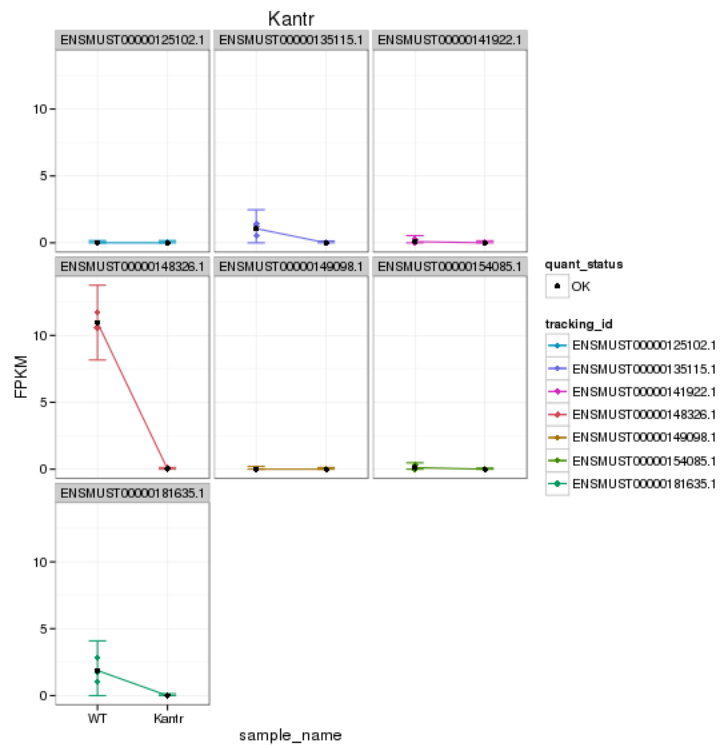 Kantr
ENSMUST00000125102.1 ENSMUST00000135115.1 ENSMUST00000141922.1
10
5
0
ENSMUST00000148326.1 ENSMUST00000149098.1 ENSMUST00000154085.1
10
5
0
FPKM
ENSMUST00000181635.1
10
5
0
WT Kantr
sample_name
quant_status
OK
tracking_id
ENSMUST00000125102.1
ENSMUST00000135115.1
ENSMUST00000141922.1
ENSMUST00000148326.1
ENSMUST00000149098.1
ENSMUST00000154085.1
ENSMUST00000181635.1